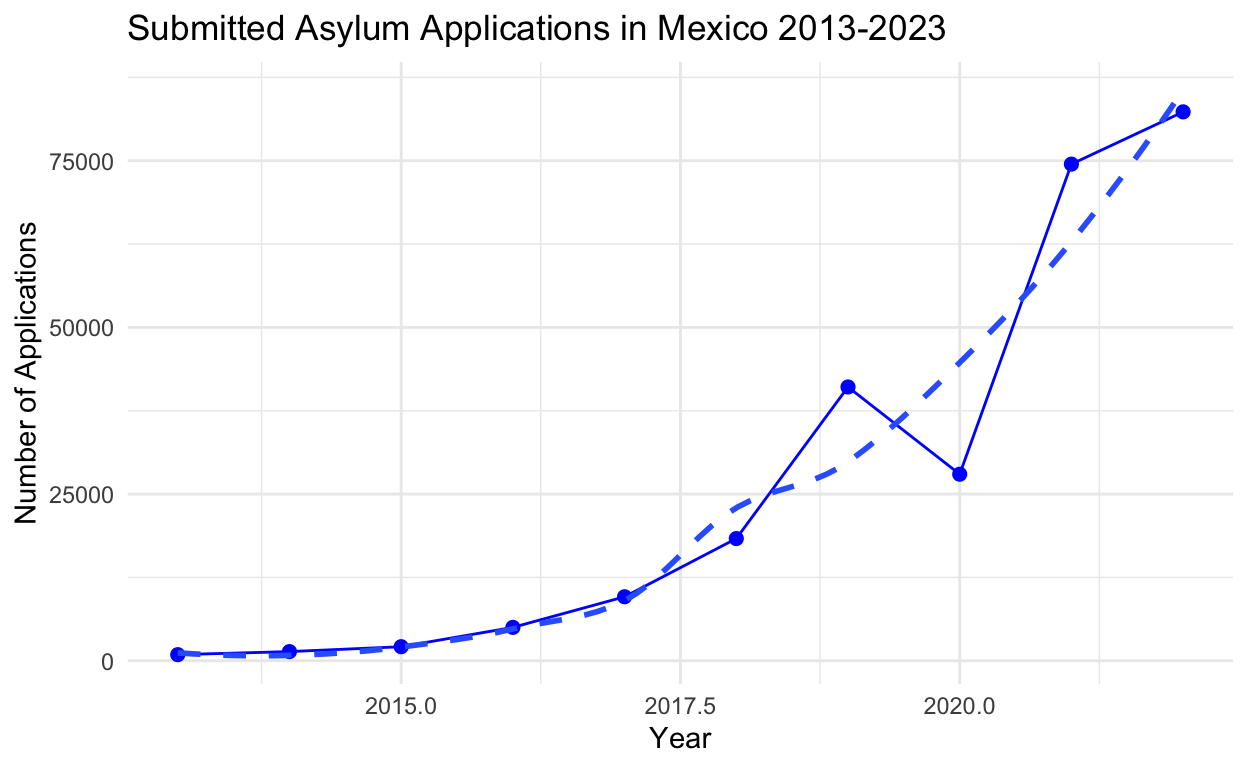 Submitted Asylum Applications in Mexico 2013-2023
75000
50000
25000
0
Number of Applications
2015.0
2017.5
2020.0
Year